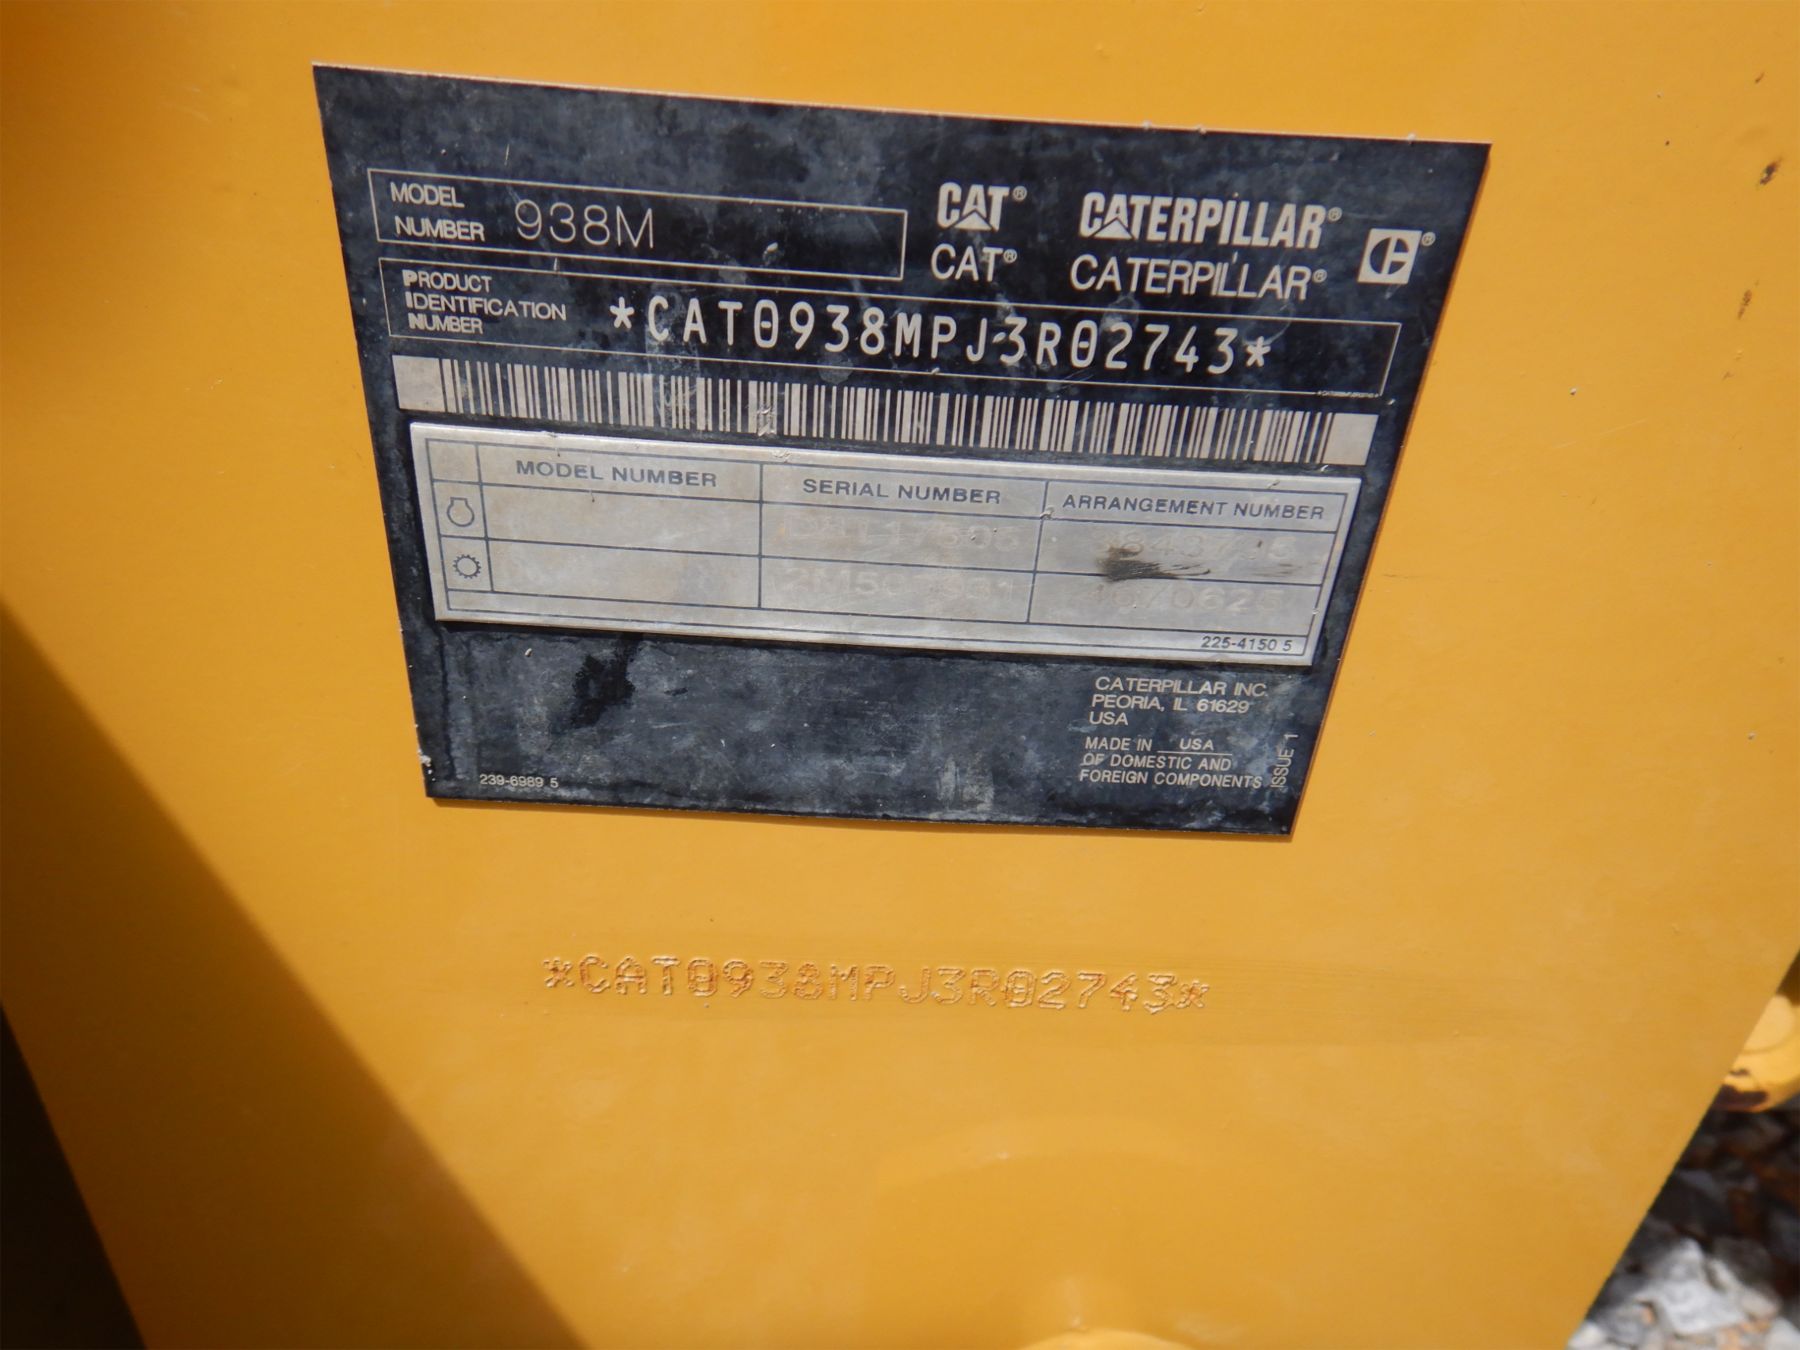 MODEL NUMBER 938M
CAT® CATERPILLAR®
CAT® CATERPILLAR®
PRODUCT IDENTIFICATION NUMBER *CAT0938MPJ3R02743*
MODEL NUMBER SERIAL NUMBER ARRANGEMENT NUMBER
225-4150 5
CATERPILLAR INC.
PEORIA, IL 61629
USA
MADE IN USA
OF DOMESTIC AND
FOREIGN COMPONENTS
ISSUE 1
239-6989 5
*CAT0938MPJ3R02743*